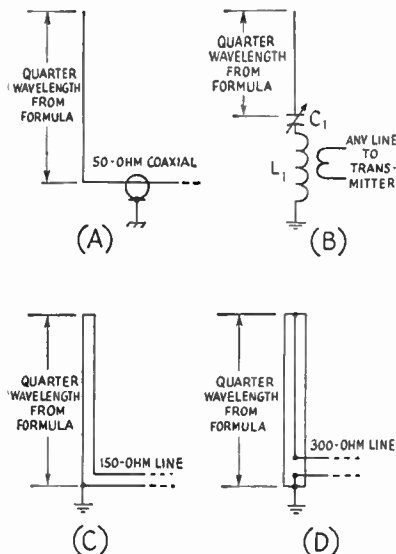 QUARTER
WAVELENGTH
FROM
FORMULA
50-OHM COAXIAL
(A)
QUARTER
WAVELENGTH
FROM
FORMULA
C1
L1
ANY LINE
TO
TRANS-
MITTER
(B)
QUARTER
WAVELENGTH
FROM
FORMULA
150-OHM LINE
(C)
QUARTER
WAVELENGTH
FROM
FORMULA
300-OHM LINE
(D)